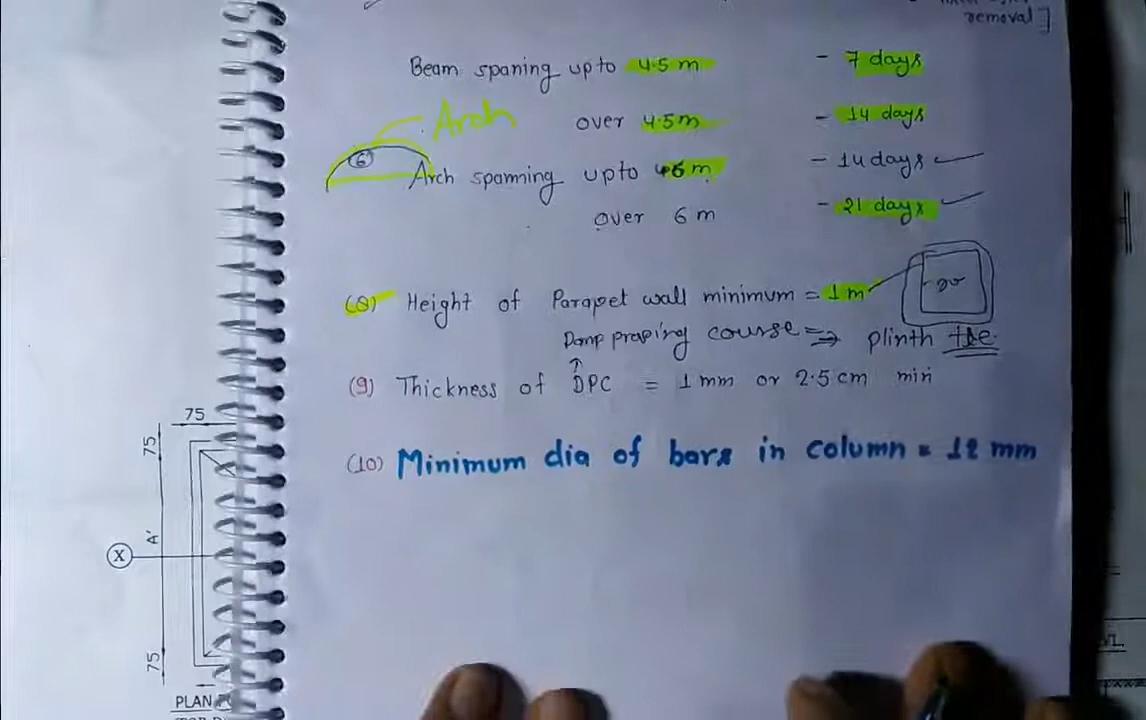 removal]
Beam spaning upto 4.5 m - 7 days
Arch
over 4.5m - 14 days
6
Arch spanning upto 6 m - 14 days
over 6 m - 21 days
(8) Height of Parapet wall minimum = 1 m
Damp proping course => plinth
(9) Thickness of DPC = 1 mm or 2.5 cm min
(10) Minimum dia of bars in column = 12 mm
75
75
A'
X
75
PLAN